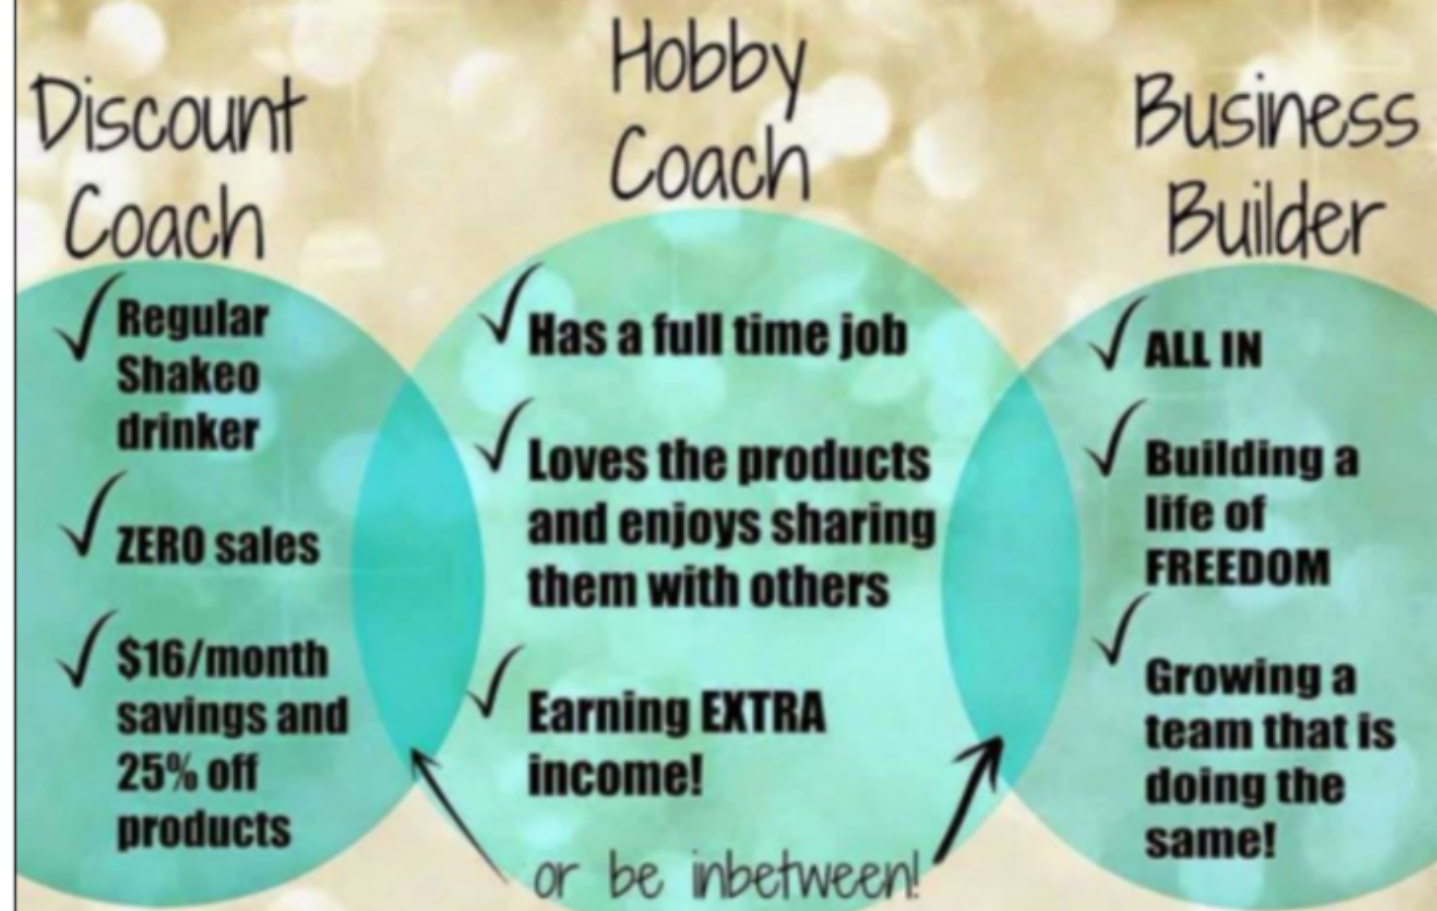 Discount
Coach
Regular
Shakeo
drinker
ZERO sales
$16/month
savings and
25% off
products
Hobby
Coach
Has a full time job
Loves the products
and enjoys sharing
them with others
Earning EXTRA
income!
Business
Builder
ALL IN
Building a
life of
FREEDOM
Growing a
team that is
doing the
same!
or be inbetween!